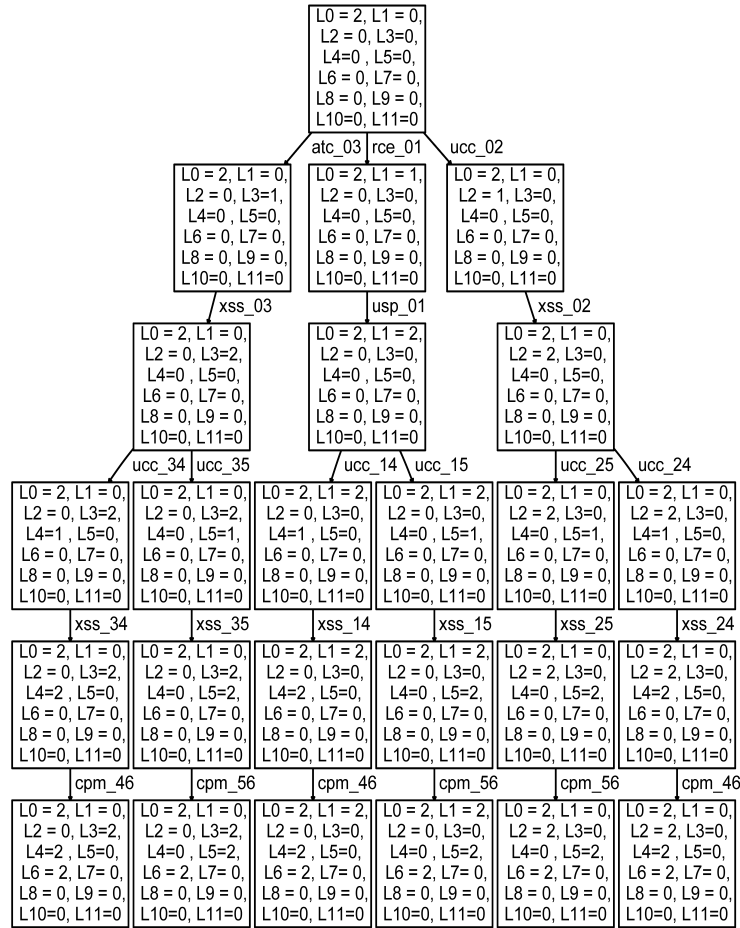 L0 = 2, L1 = 0,
L2 = 0, L3=0,
L4=0 , L5=0,
L6 = 0, L7= 0,
L8 = 0, L9 = 0,
L10=0, L11=0
atc_03
rce_01
ucc_02
L0 = 2, L1 = 0,
L2 = 0, L3=1,
L4=0 , L5=0,
L6 = 0, L7= 0,
L8 = 0, L9 = 0,
L10=0, L11=0
L0 = 2, L1 = 1,
L2 = 0, L3=0,
L4=0 , L5=0,
L6 = 0, L7= 0,
L8 = 0, L9 = 0,
L10=0, L11=0
L0 = 2, L1 = 0,
L2 = 1, L3=0,
L4=0 , L5=0,
L6 = 0, L7= 0,
L8 = 0, L9 = 0,
L10=0, L11=0
xss_03
usp_01
xss_02
L0 = 2, L1 = 0,
L2 = 0, L3=2,
L4=0 , L5=0,
L6 = 0, L7= 0,
L8 = 0, L9 = 0,
L10=0, L11=0
L0 = 2, L1 = 2,
L2 = 0, L3=0,
L4=0 , L5=0,
L6 = 0, L7= 0,
L8 = 0, L9 = 0,
L10=0, L11=0
L0 = 2, L1 = 0,
L2 = 2, L3=0,
L4=0 , L5=0,
L6 = 0, L7= 0,
L8 = 0, L9 = 0,
L10=0, L11=0
ucc_34
ucc_35
ucc_14
ucc_15
ucc_25
ucc_24
L0 = 2, L1 = 0,
L2 = 0, L3=2,
L4=1 , L5=0,
L6 = 0, L7= 0,
L8 = 0, L9 = 0,
L10=0, L11=0
L0 = 2, L1 = 0,
L2 = 0, L3=2,
L4=0 , L5=1,
L6 = 0, L7= 0,
L8 = 0, L9 = 0,
L10=0, L11=0
L0 = 2, L1 = 2,
L2 = 0, L3=0,
L4=1 , L5=0,
L6 = 0, L7= 0,
L8 = 0, L9 = 0,
L10=0, L11=0
L0 = 2, L1 = 2,
L2 = 0, L3=0,
L4=0 , L5=1,
L6 = 0, L7= 0,
L8 = 0, L9 = 0,
L10=0, L11=0
L0 = 2, L1 = 0,
L2 = 2, L3=0,
L4=0 , L5=1,
L6 = 0, L7= 0,
L8 = 0, L9 = 0,
L10=0, L11=0
L0 = 2, L1 = 0,
L2 = 2, L3=0,
L4=1 , L5=0,
L6 = 0, L7= 0,
L8 = 0, L9 = 0,
L10=0, L11=0
xss_34
xss_35
xss_14
xss_15
xss_25
xss_24
L0 = 2, L1 = 0,
L2 = 0, L3=2,
L4=2 , L5=0,
L6 = 0, L7= 0,
L8 = 0, L9 = 0,
L10=0, L11=0
L0 = 2, L1 = 0,
L2 = 0, L3=2,
L4=0 , L5=2,
L6 = 0, L7= 0,
L8 = 0, L9 = 0,
L10=0, L11=0
L0 = 2, L1 = 2,
L2 = 0, L3=0,
L4=2 , L5=0,
L6 = 0, L7= 0,
L8 = 0, L9 = 0,
L10=0, L11=0
L0 = 2, L1 = 2,
L2 = 0, L3=0,
L4=0 , L5=2,
L6 = 0, L7= 0,
L8 = 0, L9 = 0,
L10=0, L11=0
L0 = 2, L1 = 0,
L2 = 2, L3=0,
L4=0 , L5=2,
L6 = 0, L7= 0,
L8 = 0, L9 = 0,
L10=0, L11=0
L0 = 2, L1 = 0,
L2 = 2, L3=0,
L4=2 , L5=0,
L6 = 0, L7= 0,
L8 = 0, L9 = 0,
L10=0, L11=0
cpm_46
cpm_56
cpm_46
cpm_56
cpm_56
cpm_46
L0 = 2, L1 = 0,
L2 = 0, L3=2,
L4=2 , L5=0,
L6 = 2, L7= 0,
L8 = 0, L9 = 0,
L10=0, L11=0
L0 = 2, L1 = 0,
L2 = 0, L3=2,
L4=0 , L5=2,
L6 = 2, L7= 0,
L8 = 0, L9 = 0,
L10=0, L11=0
L0 = 2, L1 = 2,
L2 = 0, L3=0,
L4=2 , L5=0,
L6 = 2, L7= 0,
L8 = 0, L9 = 0,
L10=0, L11=0
L0 = 2, L1 = 2,
L2 = 0, L3=0,
L4=0 , L5=2,
L6 = 2, L7= 0,
L8 = 0, L9 = 0,
L10=0, L11=0
L0 = 2, L1 = 0,
L2 = 2, L3=0,
L4=0 , L5=2,
L6 = 2, L7= 0,
L8 = 0, L9 = 0,
L10=0, L11=0
L0 = 2, L1 = 0,
L2 = 2, L3=0,
L4=2 , L5=0,
L6 = 2, L7= 0,
L8 = 0, L9 = 0,
L10=0, L11=0